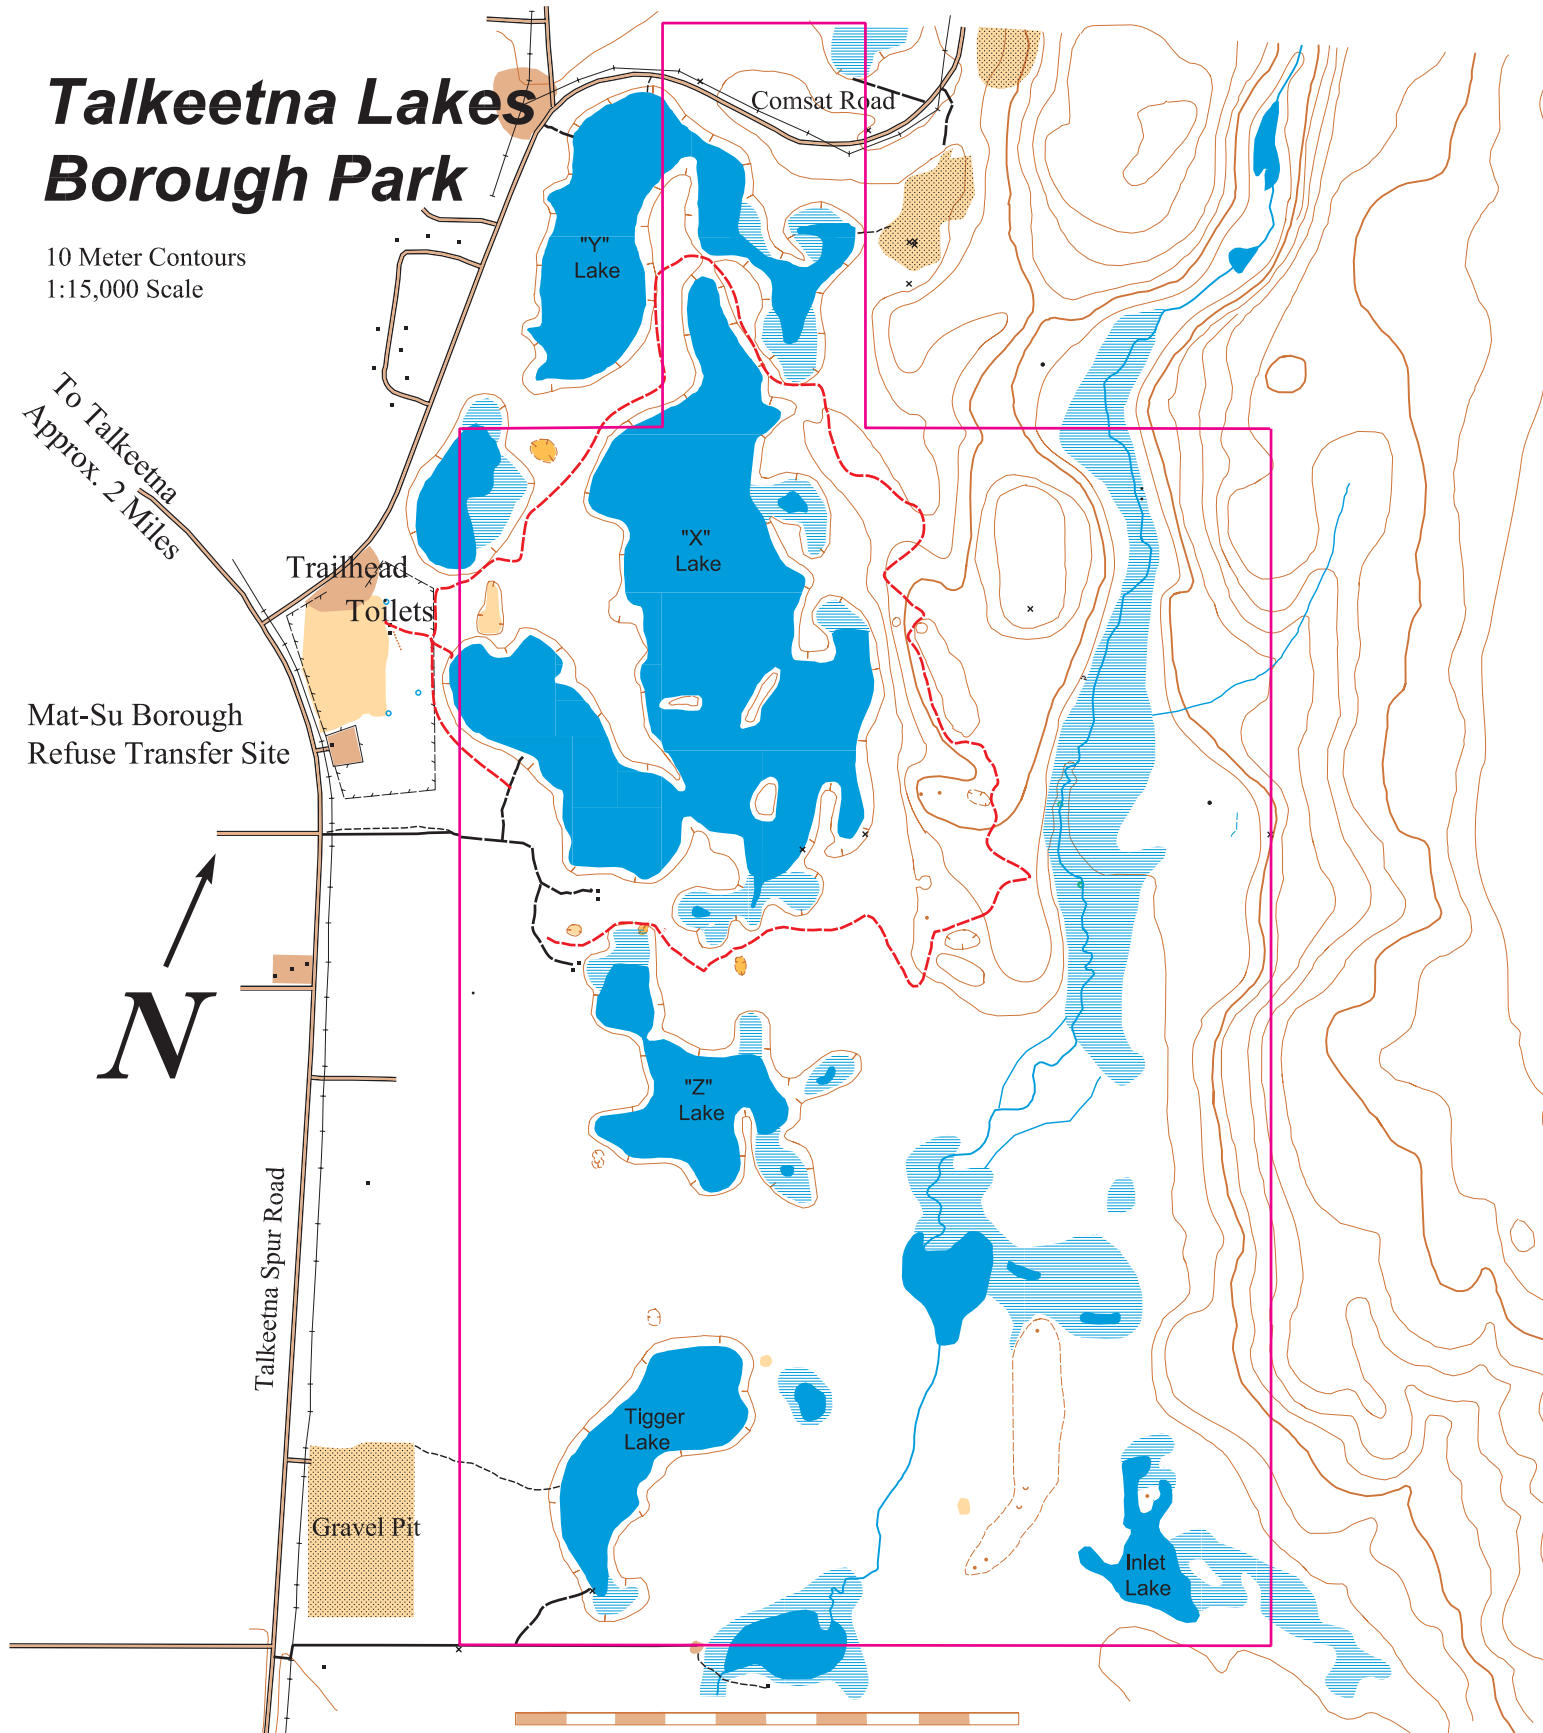 Talkeetna Lakes
Borough Park
10 Meter Contours
1:15,000 Scale
Comsat Road
"Y"
Lake
To Talkeetna
Approx. 2 Miles
"X"
Lake
Trailhead
Toilets
Mat-Su Borough
Refuse Transfer Site
N
"Z"
Lake
Talkeetna Spur Road
Tigger
Lake
Gravel Pit
Inlet
Lake